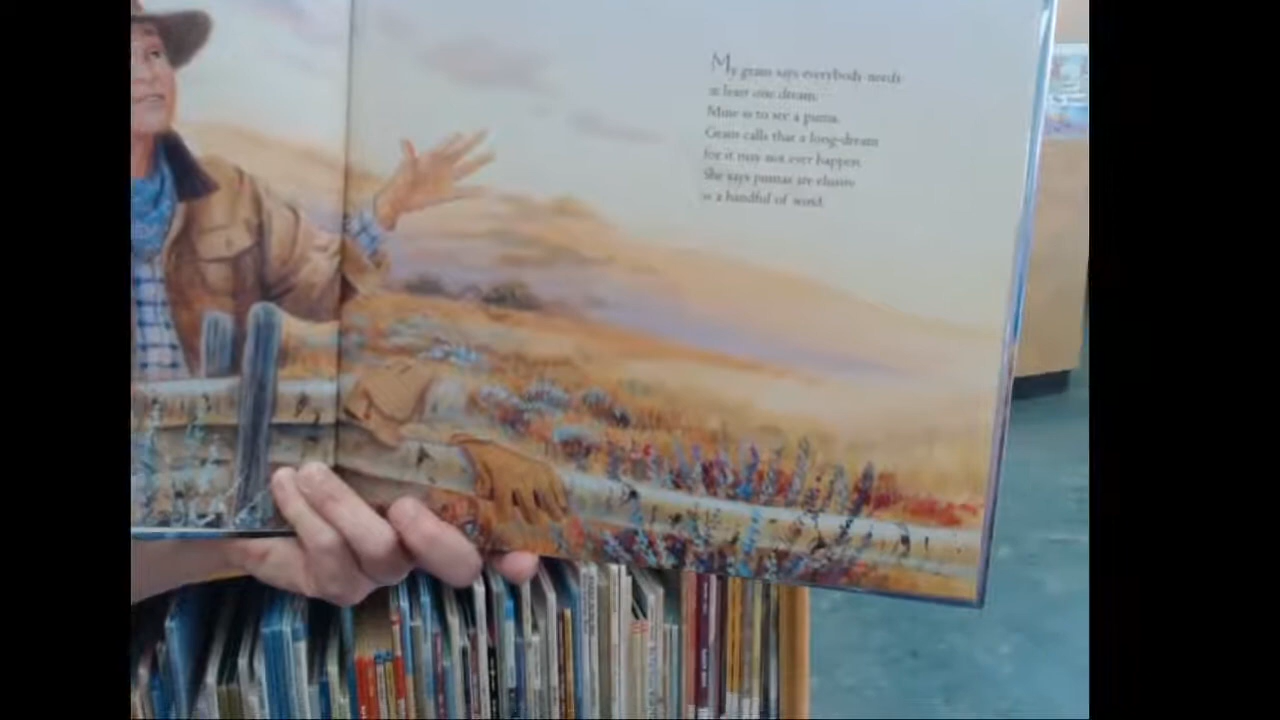 My gram says everybody needs
at least one dream.
Mine is to see a puma.
Gram calls that a long-dream
for it may not ever happen.
She says pumas are elusive
as a handful of wind.